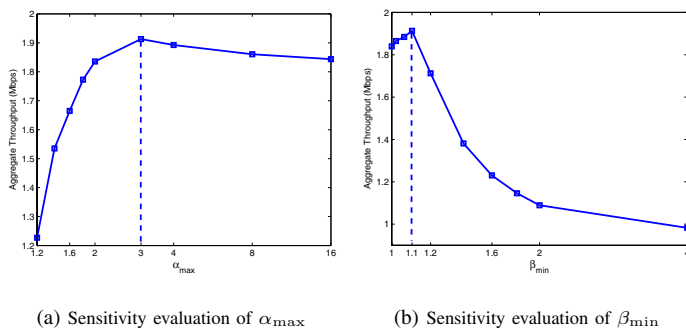 2
1.9
1.8
1.7
1.6
1.5
1.4
1.3
1.2
Aggregate Throughput (Mbps)
1.2 1.6 2 3 4 8 16
α_max
2
1.8
1.6
1.4
1.2
1
Aggregate Throughput (Mbps)
1 1.1 1.2 1.6 2 4
β_min
(a) Sensitivity evaluation of α_max
(b) Sensitivity evaluation of β_min